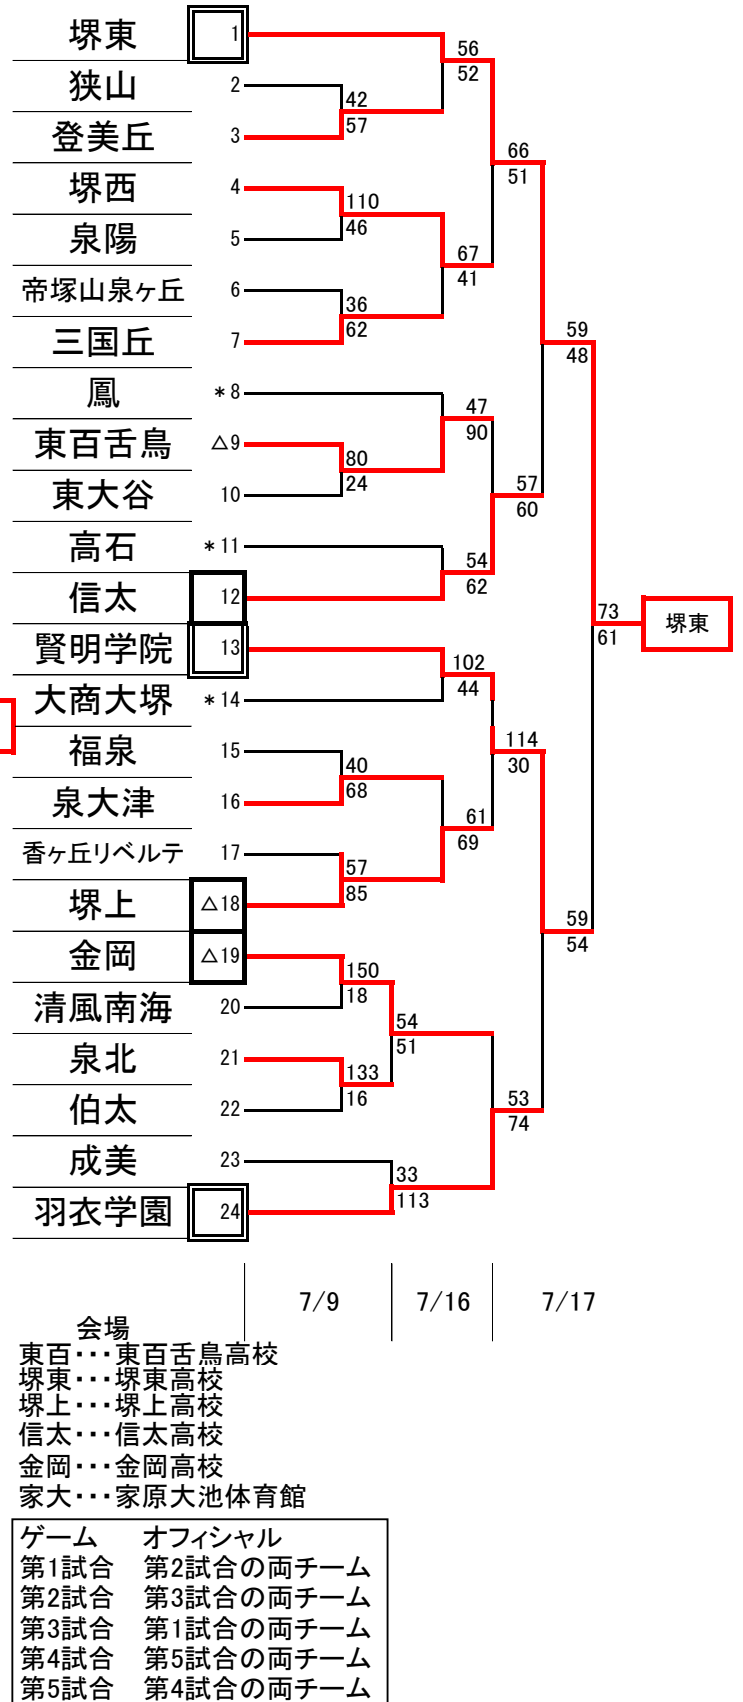 堺東 1
狭山 2
登美丘 3
堺西 4
泉陽 5
帝塚山泉ヶ丘 6
三国丘 7
鳳 *8
東百舌鳥 △9
東大谷 10
高石 *11
信太 12
賢明学院 13
大商大堺 *14
福泉 15
泉大津 16
香ヶ丘リベルテ 17
堺上 △18
金岡 △19
清風南海 20
泉北 21
伯太 22
成美 23
羽衣学園 24
42
57
110
46
36
62
80
24
40
68
57
85
150
18
133
16
33
113
56
52
67
41
47
90
54
62
102
44
61
69
54
51
66
51
57
60
114
30
53
74
59
48
59
54
73
61
堺東
7/9 7/16 7/17
会場
東百･･･東百舌鳥高校
堺東･･･堺東高校
堺上･･･堺上高校
信太･･･信太高校
金岡･･･金岡高校
家大･･･家原大池体育館
ゲーム オフィシャル
第1試合 第2試合の両チーム
第2試合 第3試合の両チーム
第3試合 第1試合の両チーム
第4試合 第5試合の両チーム
第5試合 第4試合の両チーム